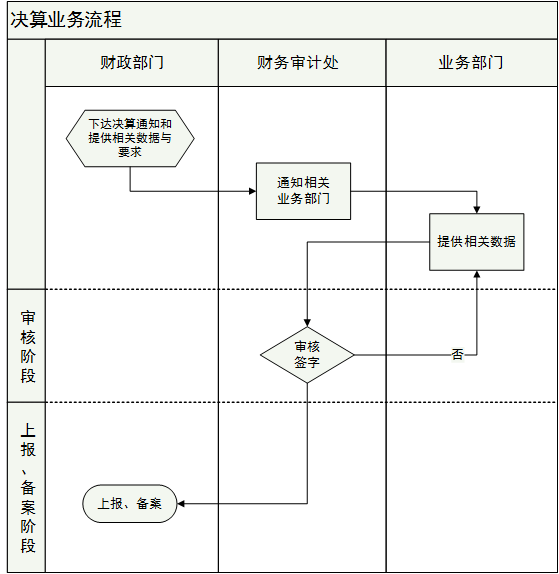 决算业务流程
财政部门
财务审计处
业务部门
下达决算通知和
提供相关数据与
要求
通知相关
业务部门
提供相关数据
审
核
阶
段
审核
签字
否
上
报
、
备
案
阶
段
上报、备案